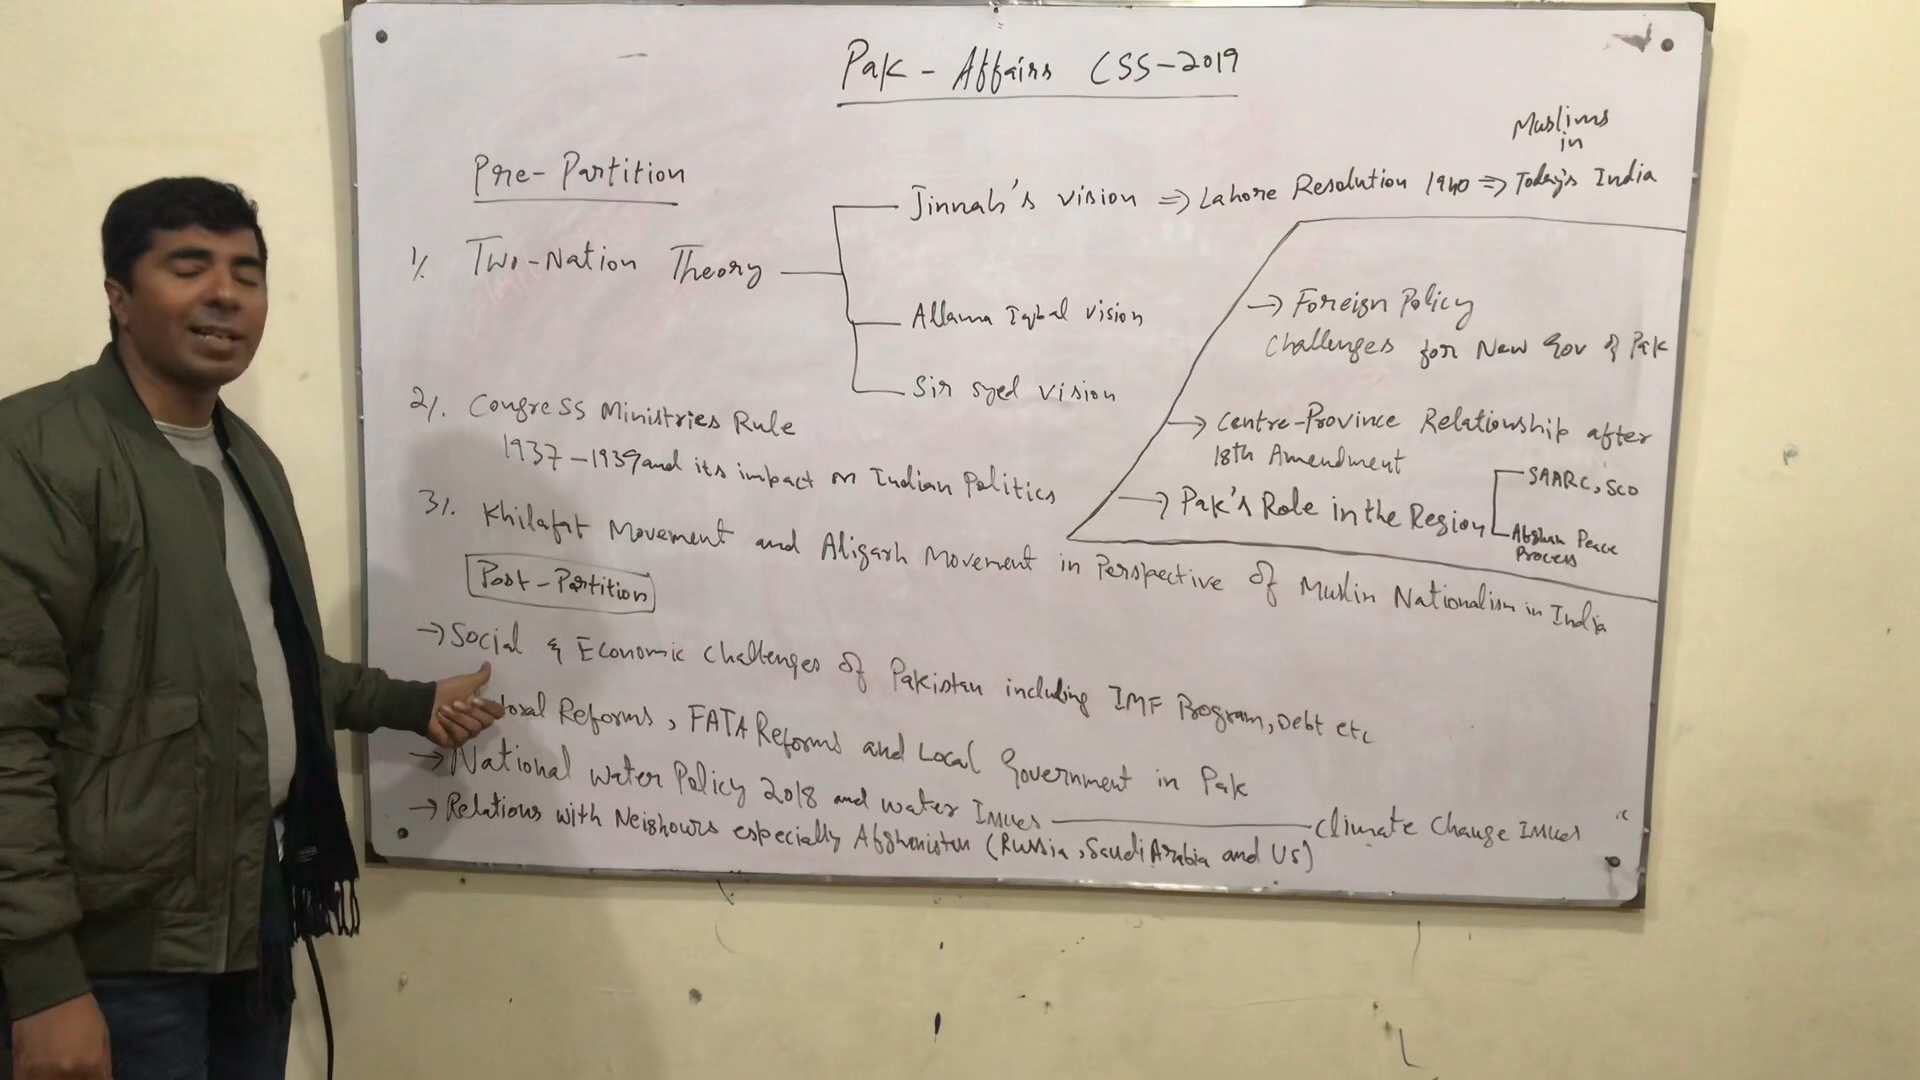 Pak - Affairs CSS-2019
Pre-Partition
1/. Two-Nation Theory
Jinnah's vision => Lahore Resolution 1940 => Today's India
Muslims
in
Allama Iqbal vision
Sir syed vision
2/. Congress Ministries Rule
1937-1939 and its impact on Indian Politics
3/. Khilafat Movement and Aligarh Movement in Perspective of Muslim Nationalism in India
→ Foreign Policy
Challenges for New Gov of Pak
→ Centre-Province Relationship after
18th Amendment
→ Pak's Role in the Region
SAARC, SCO
Afghan Peace
Process
Post-Partition
→ Social & Economic Challenges of Pakistan including IMF Program, Debt etc
Reforms, FATA Reforms and Local Government in Pak
→ National Water Policy 2018 and water Issues — Climate Change Issues
→ Relations with Neighours especially Afghanistan (Russia, Saudi Arabia and US)